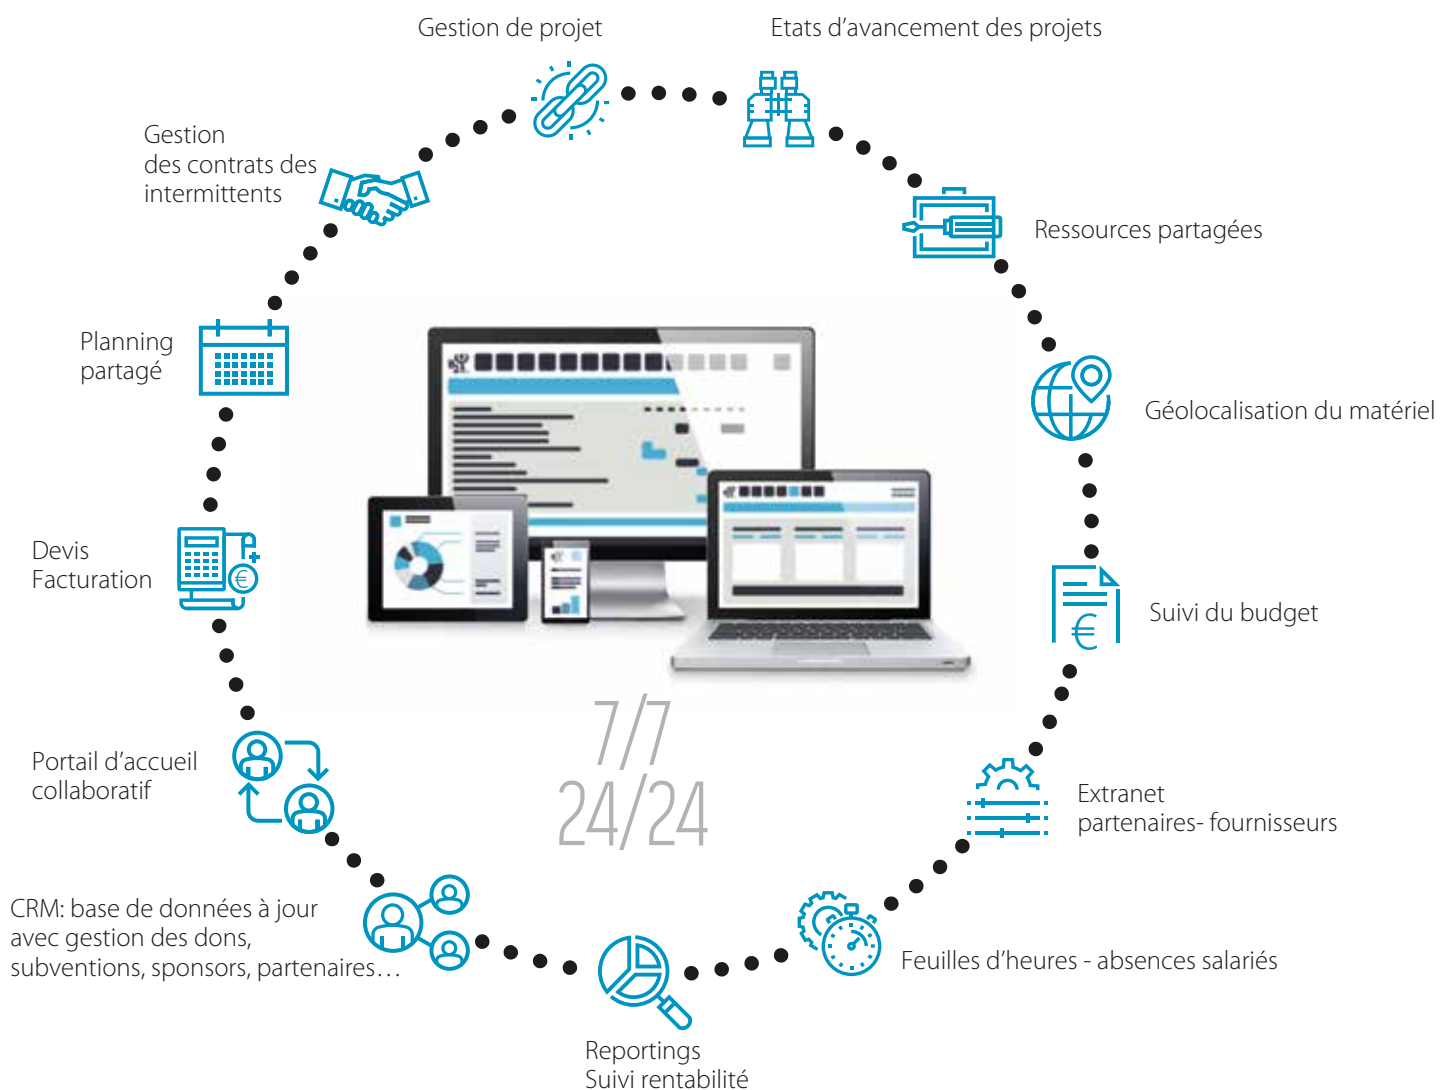 Gestion de projet
Etats d’avancement des projets
Gestion
des contrats des
intermittents
Ressources partagées
Planning
partagé
Géolocalisation du matériel
Devis
Facturation
Suivi du budget
7/7
24/24
Portail d’accueil
collaboratif
Extranet
partenaires- fournisseurs
CRM: base de données à jour
avec gestion des dons,
subventions, sponsors, partenaires…
Feuilles d’heures - absences salariés
Reportings
Suivi rentabilité